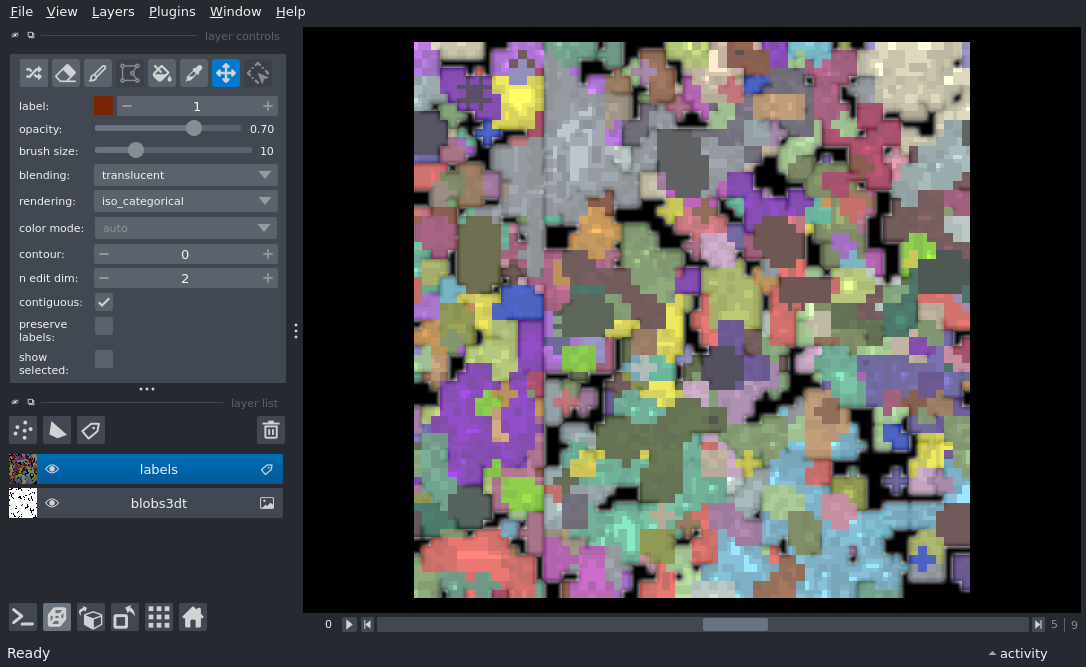 File View Layers Plugins Window Help
layer controls
label: 1
opacity: 0.70
brush size: 10
blending: translucent
rendering: iso_categorical
color mode: auto
contour: 0
n edit dim: 2
contiguous:
preserve
labels:
show
selected:
layer list
labels
blobs3dt
0 5 | 9
Ready activity